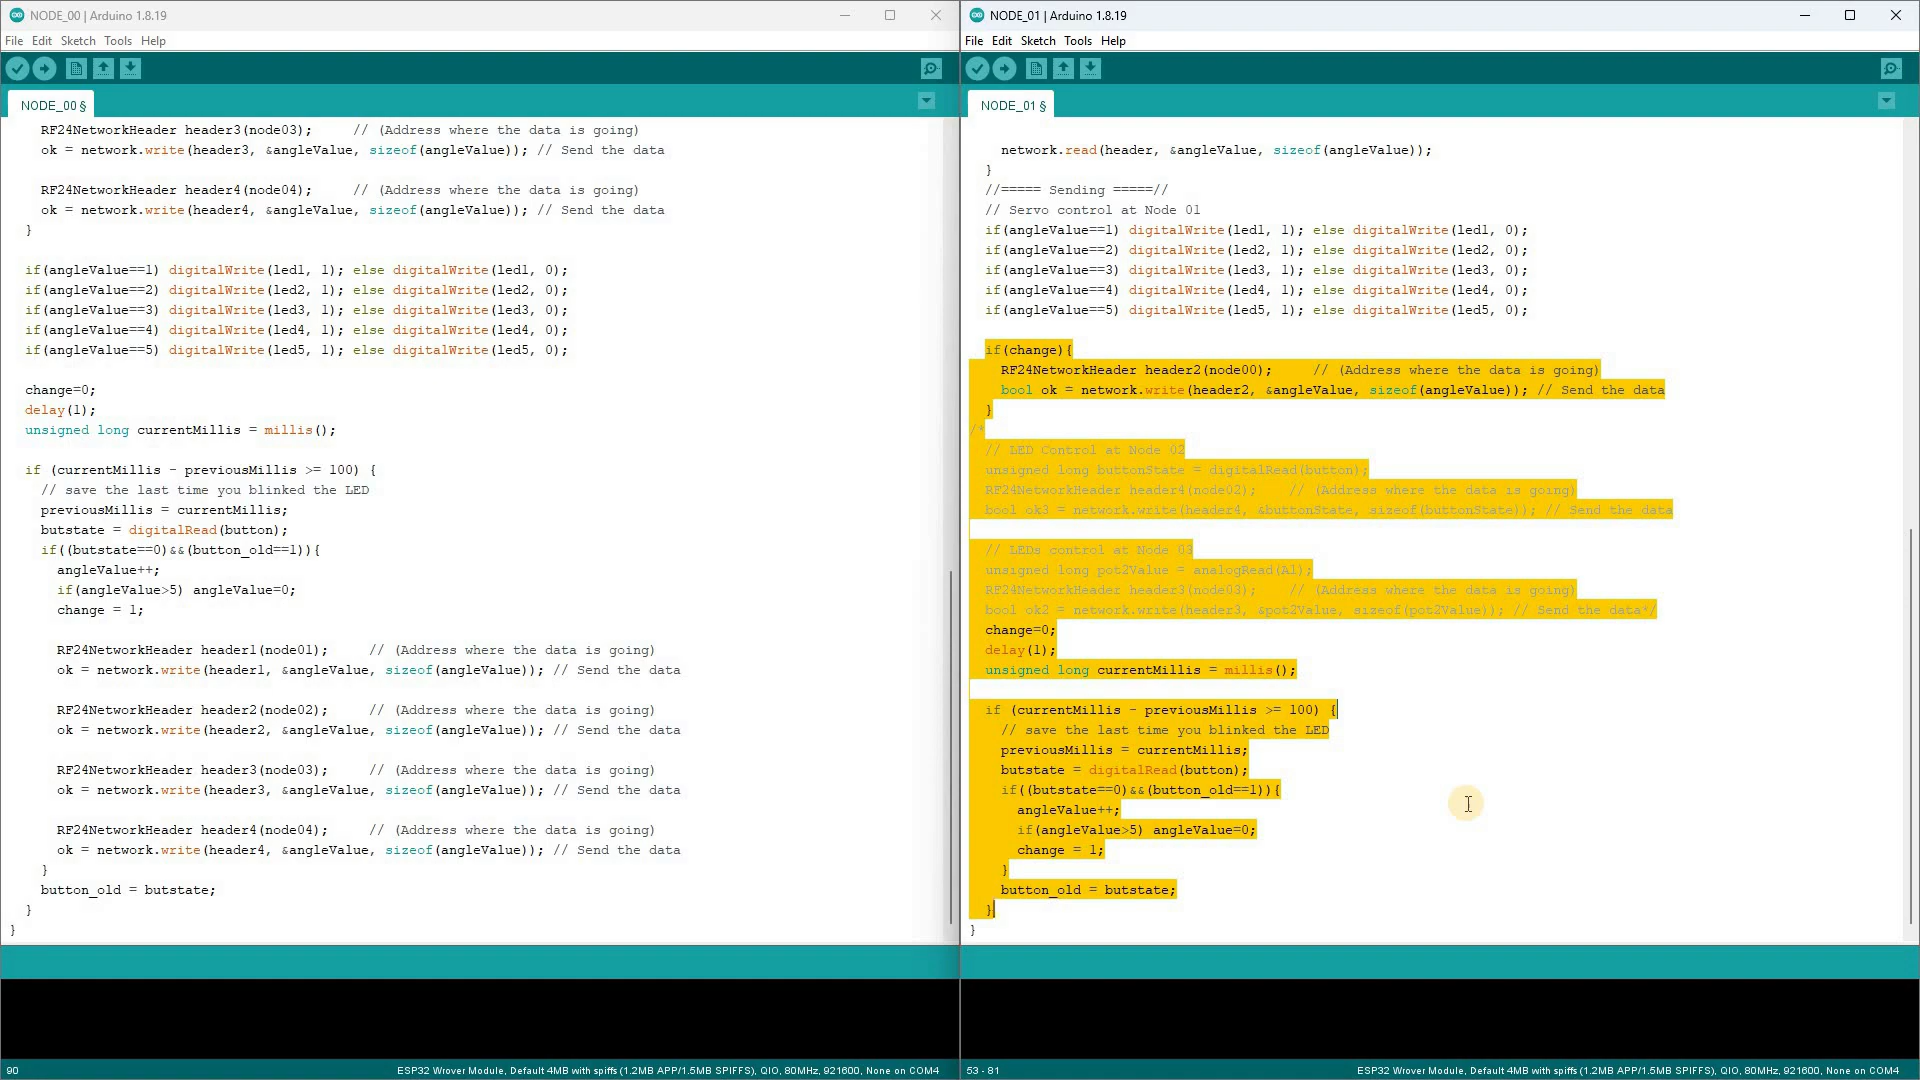 NODE_00 | Arduino 1.8.19
File Edit Sketch Tools Help
NODE_00 §
RF24NetworkHeader header3(node03);     // (Address where the data is going)
ok = network.write(header3, &angleValue, sizeof(angleValue)); // Send the data
RF24NetworkHeader header4(node04);     // (Address where the data is going)
ok = network.write(header4, &angleValue, sizeof(angleValue)); // Send the data
}
if(angleValue==1) digitalWrite(led1, 1); else digitalWrite(led1, 0);
if(angleValue==2) digitalWrite(led2, 1); else digitalWrite(led2, 0);
if(angleValue==3) digitalWrite(led3, 1); else digitalWrite(led3, 0);
if(angleValue==4) digitalWrite(led4, 1); else digitalWrite(led4, 0);
if(angleValue==5) digitalWrite(led5, 1); else digitalWrite(led5, 0);
change=0;
delay(1);
unsigned long currentMillis = millis();
if (currentMillis - previousMillis >= 100) {
// save the last time you blinked the LED
previousMillis = currentMillis;
butstate = digitalRead(button);
if((butstate==0)&&(button_old==1)){
angleValue++;
if(angleValue>5) angleValue=0;
change = 1;
RF24NetworkHeader header1(node01);     // (Address where the data is going)
ok = network.write(header1, &angleValue, sizeof(angleValue)); // Send the data
RF24NetworkHeader header2(node02);     // (Address where the data is going)
ok = network.write(header2, &angleValue, sizeof(angleValue)); // Send the data
RF24NetworkHeader header3(node03);     // (Address where the data is going)
ok = network.write(header3, &angleValue, sizeof(angleValue)); // Send the data
RF24NetworkHeader header4(node04);     // (Address where the data is going)
ok = network.write(header4, &angleValue, sizeof(angleValue)); // Send the data
}
button_old = butstate;
}
}
90
ESP32 Wrover Module, Default 4MB with spiffs (1.2MB APP/1.5MB SPIFFS), QIO, 80MHz, 921600, None on COM4
NODE_01 | Arduino 1.8.19
File Edit Sketch Tools Help
NODE_01 §
network.read(header, &angleValue, sizeof(angleValue));
}
//===== Sending =====//
// Servo control at Node 01
if(angleValue==1) digitalWrite(led1, 1); else digitalWrite(led1, 0);
if(angleValue==2) digitalWrite(led2, 1); else digitalWrite(led2, 0);
if(angleValue==3) digitalWrite(led3, 1); else digitalWrite(led3, 0);
if(angleValue==4) digitalWrite(led4, 1); else digitalWrite(led4, 0);
if(angleValue==5) digitalWrite(led5, 1); else digitalWrite(led5, 0);
if(change){
RF24NetworkHeader header2(node00);     // (Address where the data is going)
bool ok = network.write(header2, &angleValue, sizeof(angleValue)); // Send the data
}
/*
// LED Control at Node 02
unsigned long buttonState = digitalRead(button);
RF24NetworkHeader header4(node02);    // (Address where the data is going)
bool ok3 = network.write(header4, &buttonState, sizeof(buttonState)); // Send the data
// LEDs control at Node 03
unsigned long pot2Value = analogRead(A1);
RF24NetworkHeader header3(node03);    // (Address where the data is going)
bool ok2 = network.write(header3, &pot2Value, sizeof(pot2Value)); // Send the data*/
change=0;
delay(1);
unsigned long currentMillis = millis();
if (currentMillis - previousMillis >= 100) {
// save the last time you blinked the LED
previousMillis = currentMillis;
butstate = digitalRead(button);
if((butstate==0)&&(button_old==1)){
angleValue++;
if(angleValue>5) angleValue=0;
change = 1;
}
button_old = butstate;
}
}
53 - 81
ESP32 Wrover Module, Default 4MB with spiffs (1.2MB APP/1.5MB SPIFFS), QIO, 80MHz, 921600, None on COM4